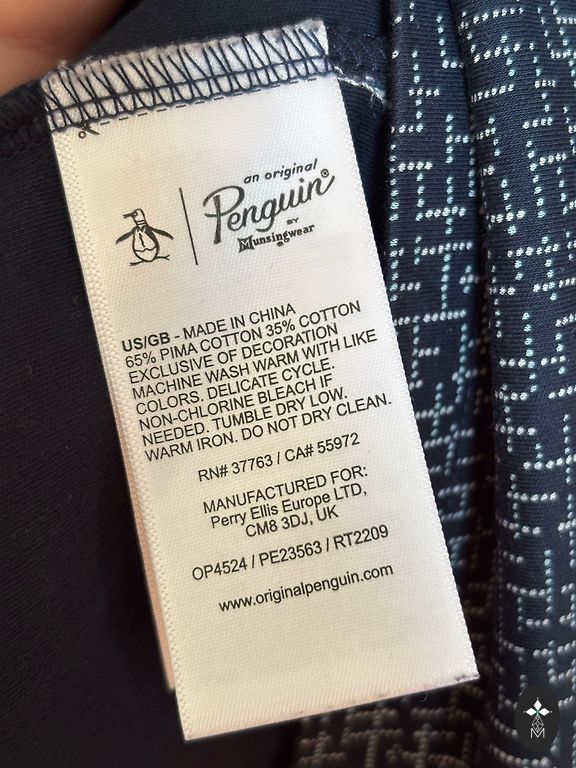 an original
Penguin®
BY
Munsingwear
US/GB - MADE IN CHINA
65% PIMA COTTON 35% COTTON
EXCLUSIVE OF DECORATION
MACHINE WASH WARM WITH LIKE
COLORS. DELICATE CYCLE.
NON-CHLORINE BLEACH IF
NEEDED. TUMBLE DRY LOW.
WARM IRON. DO NOT DRY CLEAN.
RN# 37763 / CA# 55972
MANUFACTURED FOR:
Perry Ellis Europe LTD,
CM8 3DJ, UK
OP4524 / PE23563 / RT2209
www.originalpenguin.com
M